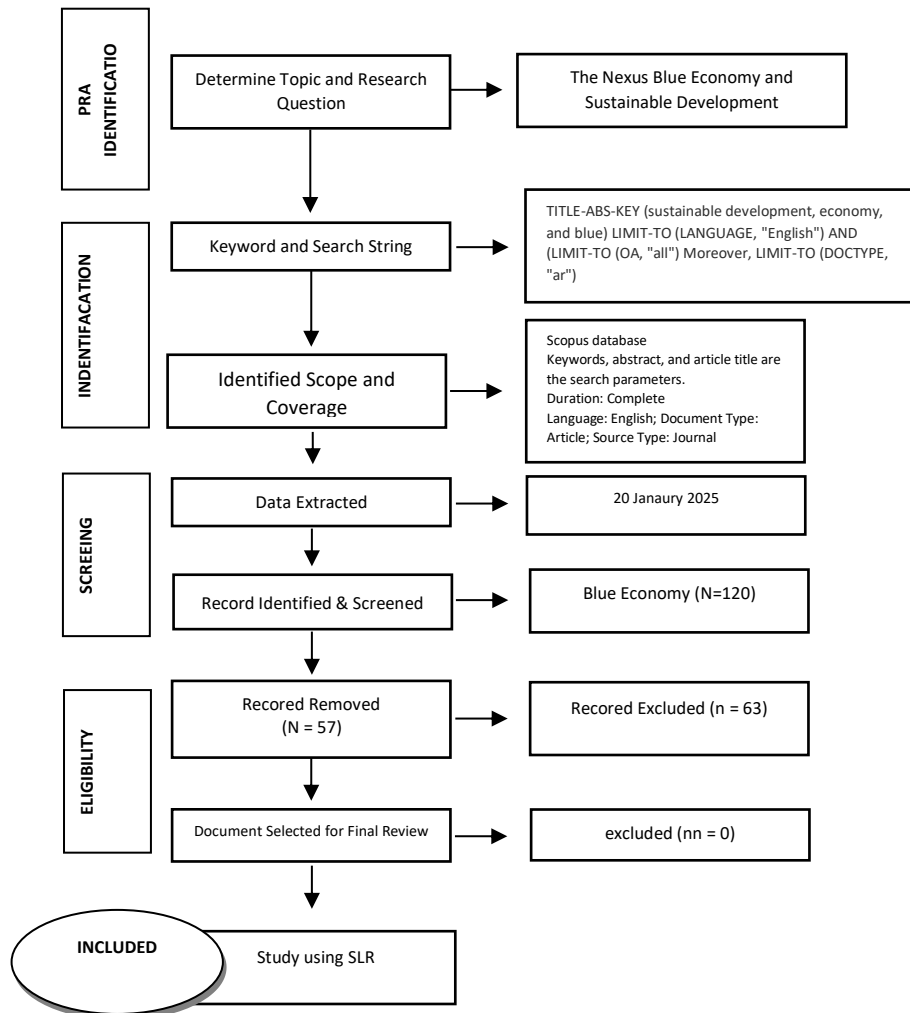 PRA
IDENTIFICATIO
Determine Topic and Research
Question
The Nexus Blue Economy and
Sustainable Development
INDENTIFACATION
Keyword and Search String
TITLE-ABS-KEY (sustainable development, economy,
and blue) LIMIT-TO (LANGUAGE, "English") AND
(LIMIT-TO (OA, "all") Moreover, LIMIT-TO (DOCTYPE,
"ar")
Identified Scope and
Coverage
Scopus database
Keywords, abstract, and article title are
the search parameters.
Duration: Complete
Language: English; Document Type:
Article; Source Type: Journal
SCREEING
Data Extracted
20 Janaury 2025
Record Identified & Screened
Blue Economy (N=120)
ELIGIBILITY
Recored Removed
(N = 57)
Recored Excluded (n = 63)
Document Selected for Final Review
excluded (nn = 0)
INCLUDED
Study using SLR